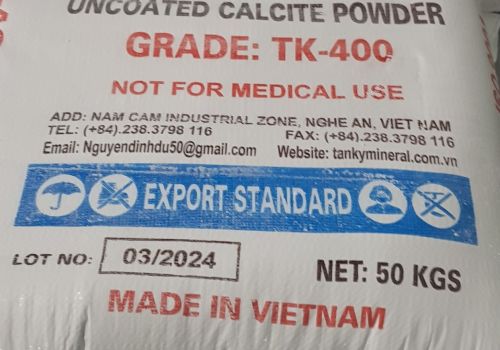 UNCOATED CALCITE POWDER
GRADE: TK-400
NOT FOR MEDICAL USE
ADD: NAM CAM INDUSTRIAL ZONE, NGHE AN, VIET NAM
TEL: (+84).238.3798 116 FAX: (+84).238.3798 116
Email: Nguyendinhdu50@gmail.com Website: tankymineral.com.vn
EXPORT STANDARD
LOT NO: 03/2024 NET: 50 KGS
MADE IN VIETNAM